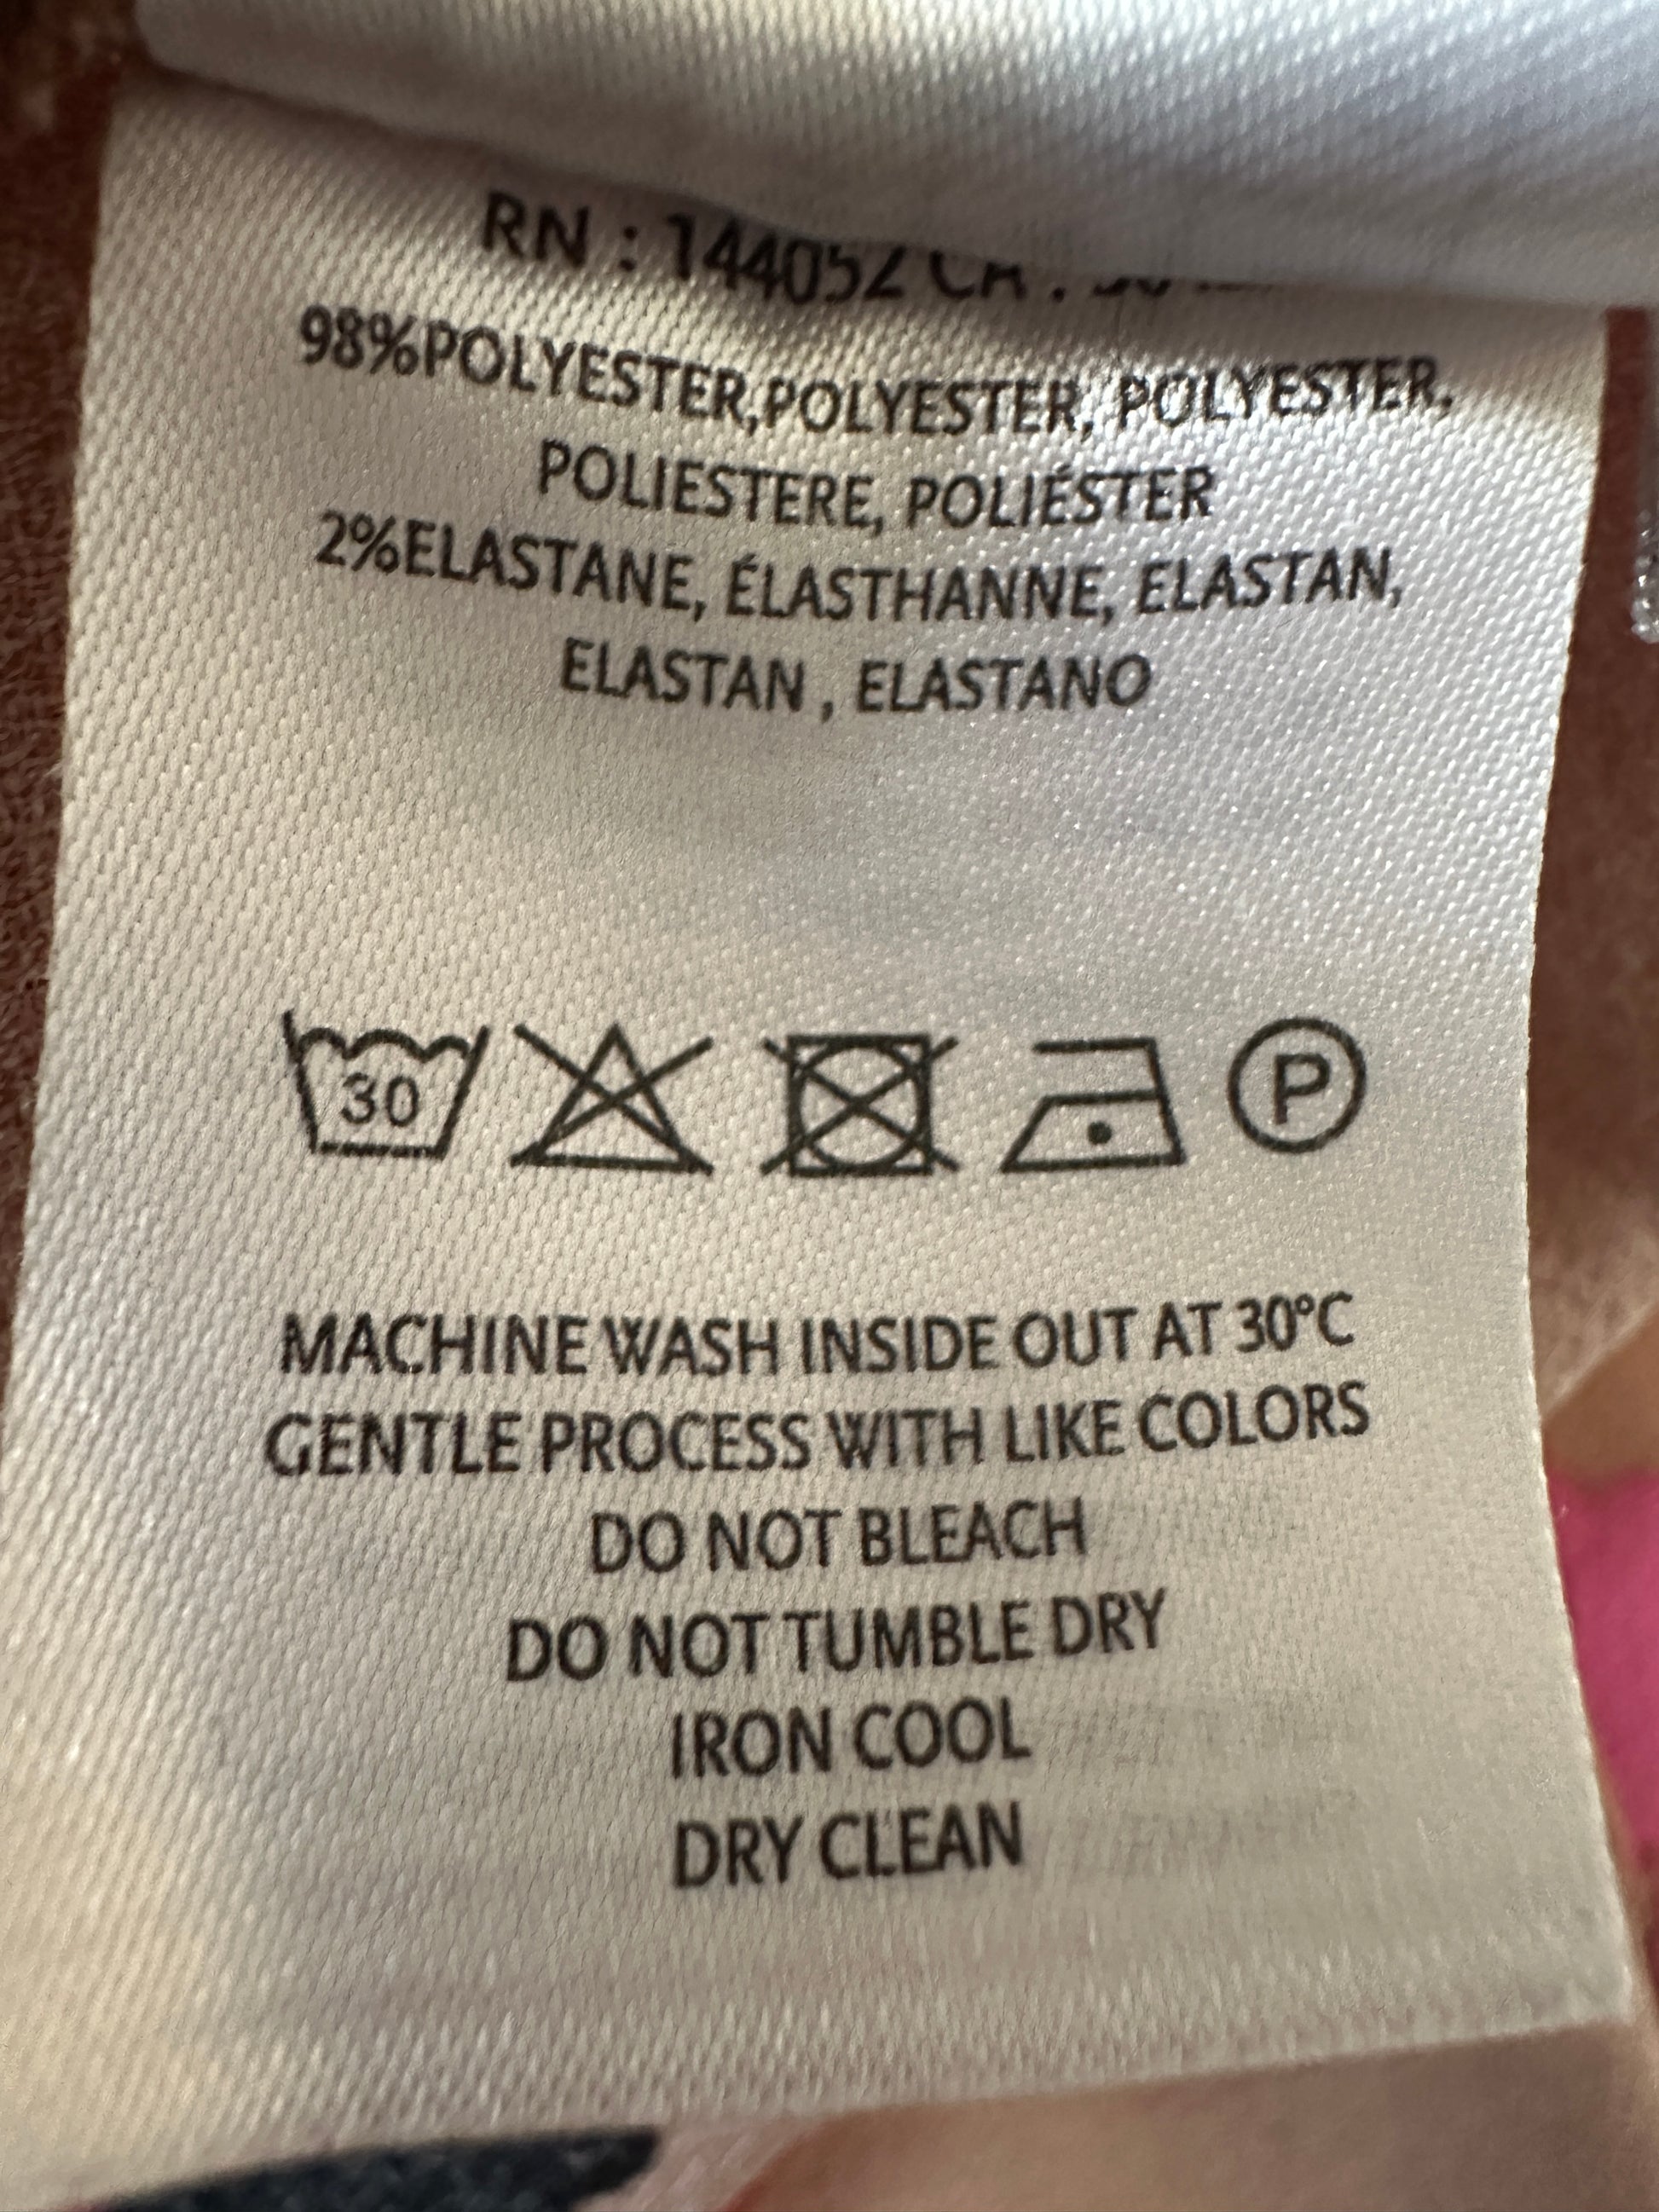 RN : 144052 CA :
98%POLYESTER,POLYESTER, POLYESTER,
POLIESTERE, POLIÉSTER
2%ELASTANE, ÉLASTHANNE, ELASTAN,
ELASTAN , ELASTANO
30
P
MACHINE WASH INSIDE OUT AT 30°C
GENTLE PROCESS WITH LIKE COLORS
DO NOT BLEACH
DO NOT TUMBLE DRY
IRON COOL
DRY CLEAN